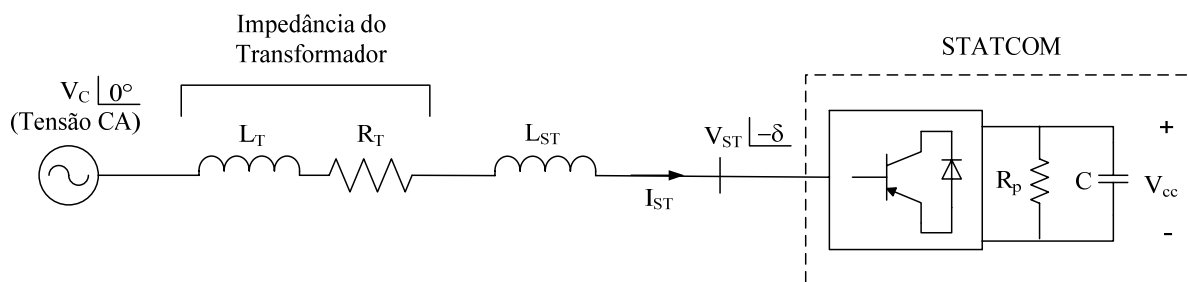 Impedância do
Transformador
STATCOM
V_C 0°
(Tensão CA)
L_T
R_T
L_ST
V_ST −δ
I_ST
R_p
C
+
V_cc
-